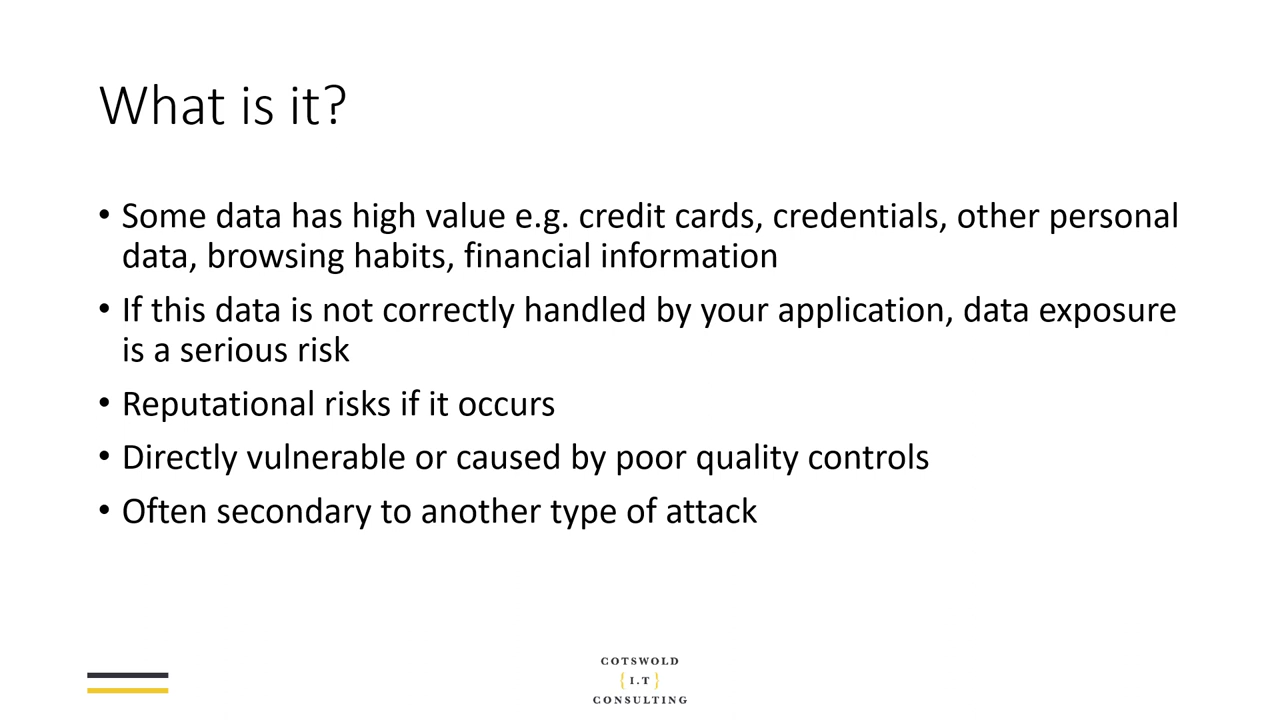 What is it?
• Some data has high value e.g. credit cards, credentials, other personal
data, browsing habits, financial information
• If this data is not correctly handled by your application, data exposure
is a serious risk
• Reputational risks if it occurs
• Directly vulnerable or caused by poor quality controls
• Often secondary to another type of attack
COTSWOLD
{ I.T }
CONSULTING